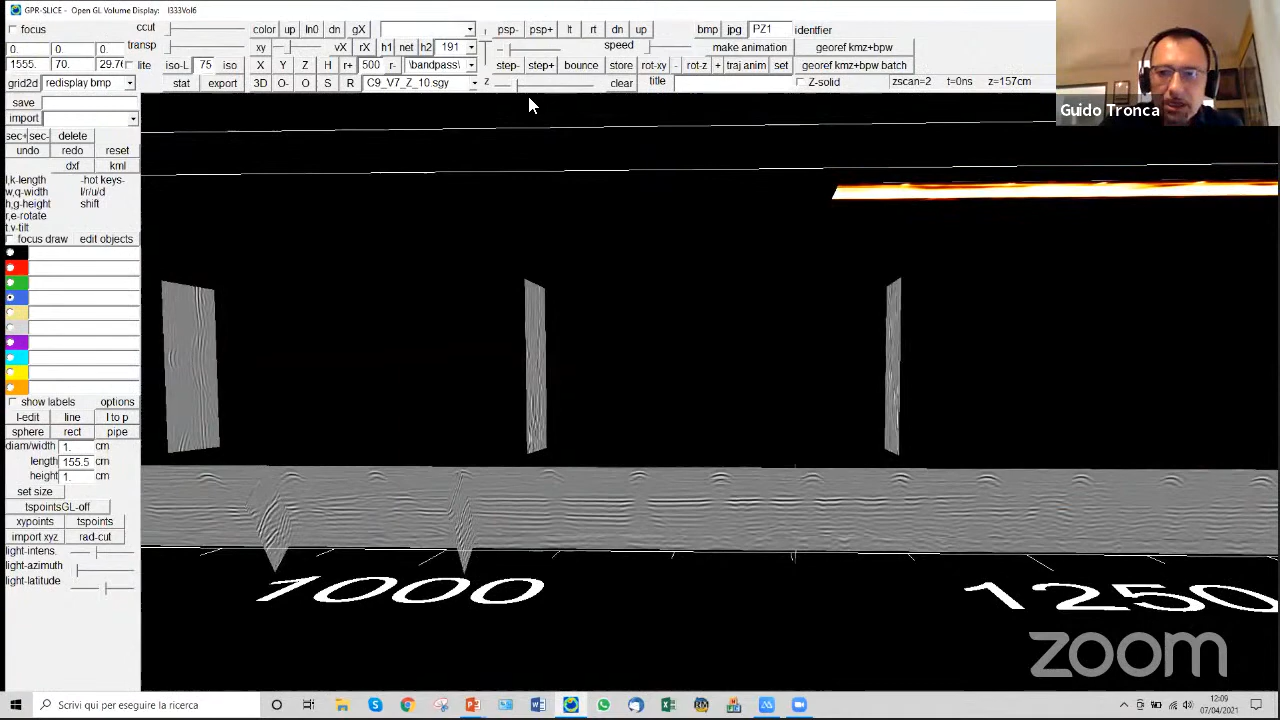 GPR-SLICE - Open GL Volume Display: I333Vol6
focus ccut color up ln0 dn gX psp- psp+ lt rt dn up bmp jpg PZ1 identifier
0. 0. 0. transp xy vX rX h1 net h2 191 speed make animation georef kmz+bpw
1555. 70. 29.76 lite iso-L 75 iso X Y Z H r+ 500 r- \bandpass\ step- step+ bounce store rot-xy - rot-z + traj anim set georef kmz+bpw batch
grid2d redisplay bmp stat export 3D O- O S R C9_V7_Z_10.sgy z clear title Z-solid zscan=2 t=0ns z=157cm
save
import
sec+ sec- delete
undo redo reset
dxf kml
l,k-length -hot keys-
w,q-width l/r/u/d
h,g-height shift
r,e-rotate
t,v-tilt
focus draw edit objects
show labels options
l-edit line l to p
sphere rect pipe
diam/width 1. cm
length 155.5 cm
height 1. cm
set size
tspointsGL-off
xypoints tspoints
import xyz rad-cut
light-intens.
light-azimuth
light-latitude
Guido Tronca
1000
1250
zoom
Scrivi qui per eseguire la ricerca
12:09
07/04/2021